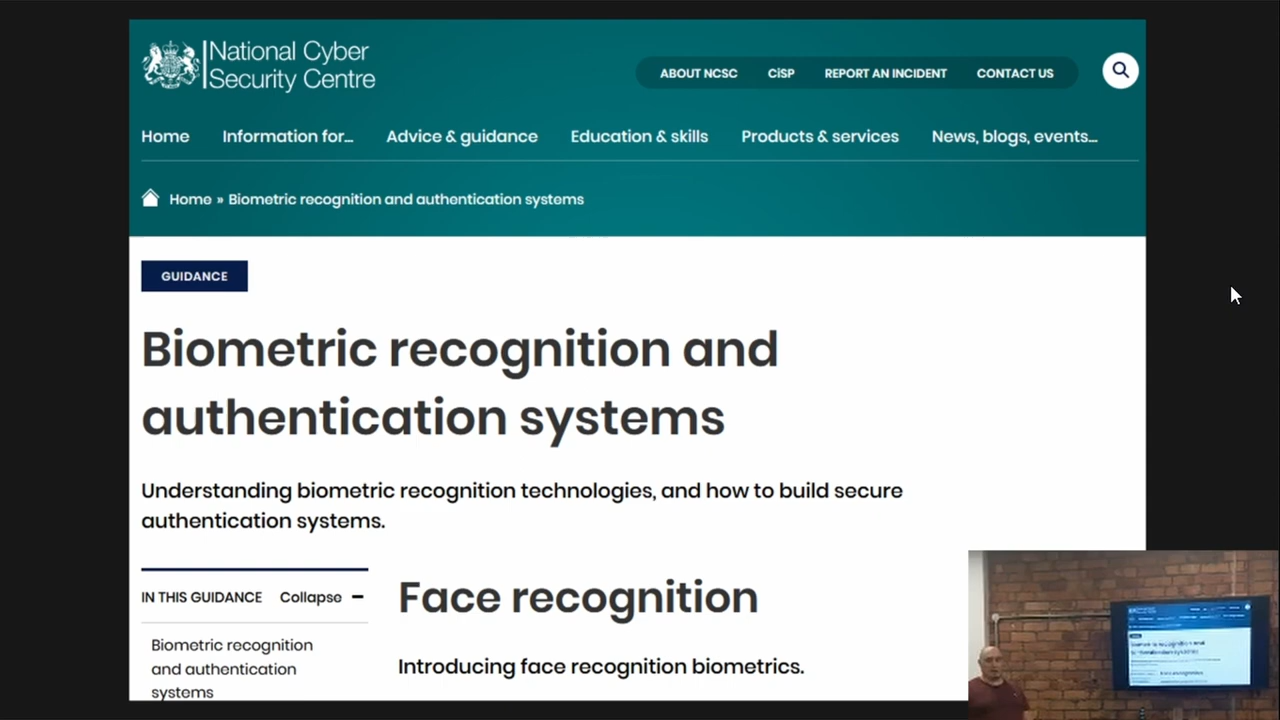 National Cyber
Security Centre
ABOUT NCSC CiSP REPORT AN INCIDENT CONTACT US
Home Information for... Advice & guidance Education & skills Products & services News, blogs, events...
Home » Biometric recognition and authentication systems
GUIDANCE
Biometric recognition and
authentication systems
Understanding biometric recognition technologies, and how to build secure
authentication systems.
IN THIS GUIDANCE Collapse
Biometric recognition
and authentication
systems
Face recognition
Introducing face recognition biometrics.